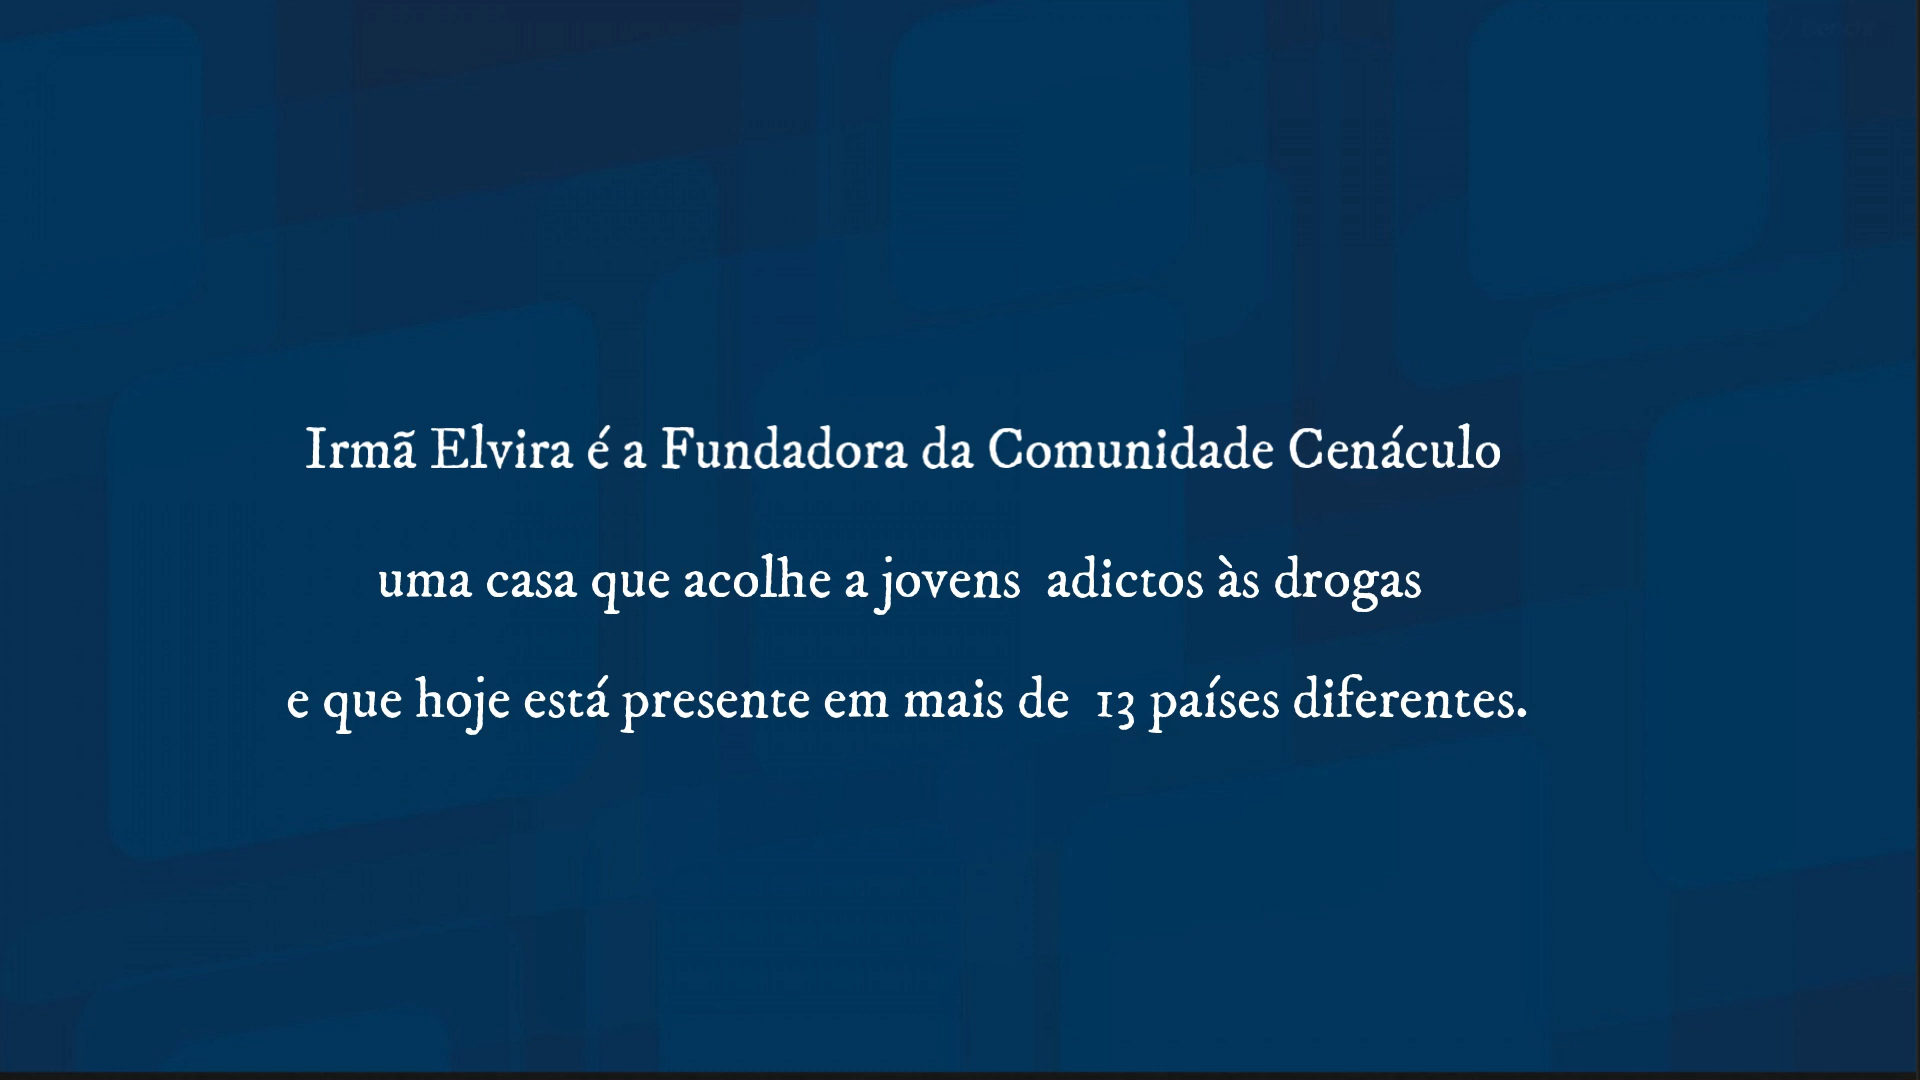 Irmã Elvira é a Fundadora da Comunidade Cenáculo
uma casa que acolhe a jovens  adictos às drogas
e que hoje está presente em mais de  13 países diferentes.